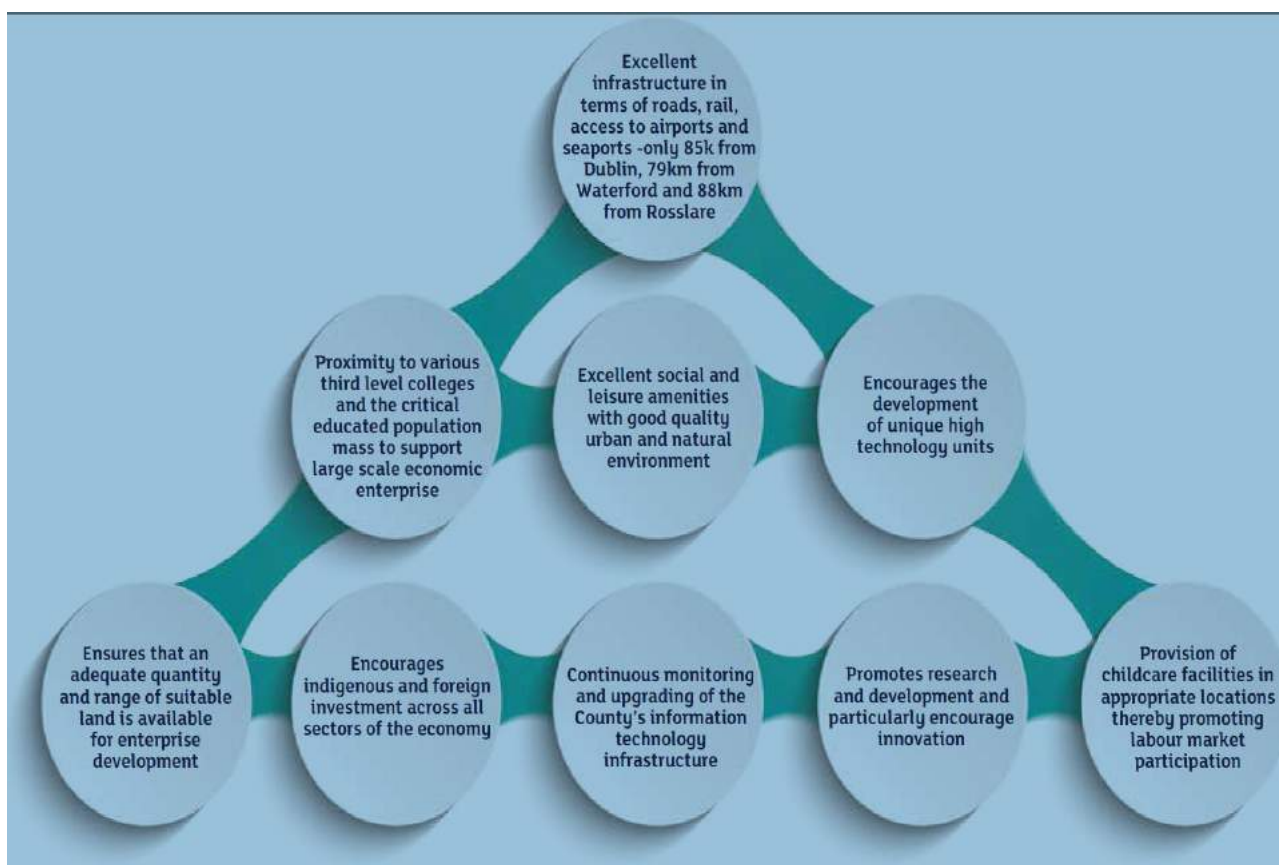 Excellent
infrastructure in
terms of roads, rail,
access to airports and
seaports -only 85k from
Dublin, 79km from
Waterford and 88km
from Rosslare
Proximity to various
third level colleges
and the critical
educated population
mass to support
large scale economic
enterprise
Excellent social and
leisure amenities
with good quality
urban and natural
environment
Encourages the
development
of unique high
technology units
Ensures that an
adequate quantity
and range of suitable
land is available
for enterprise
development
Encourages
indigenous and foreign
investment across all
sectors of the economy
Continuous monitoring
and upgrading of the
County's information
technology
infrastructure
Promotes research
and development and
particularly encourage
innovation
Provision of
childcare facilities in
appropriate locations
thereby promoting
labour market
participation